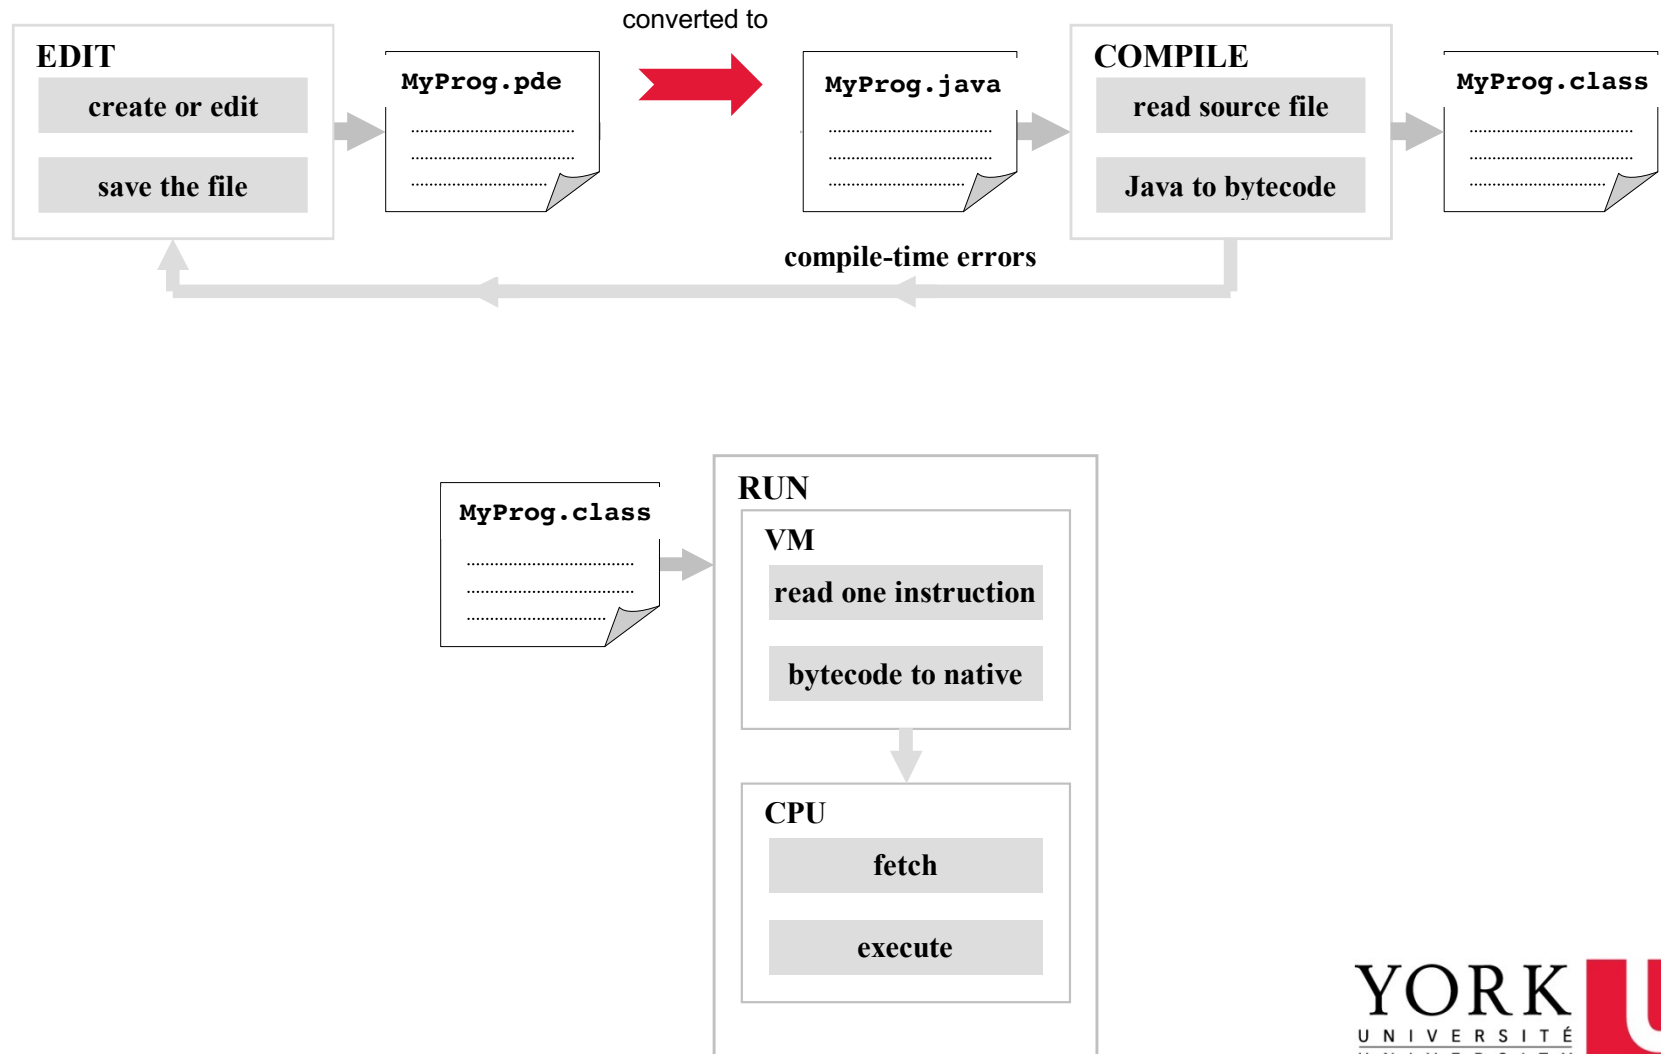 converted to
EDIT
create or edit
save the file
MyProg.pde
MyProg.java
COMPILE
read source file
Java to bytecode
MyProg.class
compile-time errors
MyProg.class
RUN
VM
read one instruction
bytecode to native
CPU
fetch
execute
YORK U
UNIVERSITÉ
UNIVERSITY